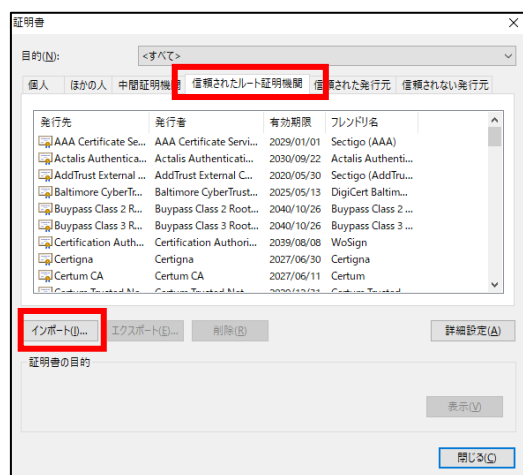 証明書
目的(N): <すべて>
個人 ほかの人 中間証明機関 信頼されたルート証明機関 信頼された発行元 信頼されない発行元
発行先 発行者 有効期限 フレンドリ名
AAA Certificate Se... AAA Certificate Servi... 2029/01/01 Sectigo (AAA)
Actalis Authentica... Actalis Authenticati... 2030/09/22 Actalis Authenti...
AddTrust External ... AddTrust External C... 2020/05/30 Sectigo (AddTru...
Baltimore CyberTr... Baltimore CyberTrust... 2025/05/13 DigiCert Baltim...
Buypass Class 2 R... Buypass Class 2 Root... 2040/10/26 Buypass Class 2 ...
Buypass Class 3 R... Buypass Class 3 Root... 2040/10/26 Buypass Class 3 ...
Certification Auth... Certification Authori... 2039/08/08 WoSign
Certigna Certigna 2027/06/30 Certigna
Certum CA Certum CA 2027/06/11 Certum
インポート(I)... エクスポート(E)... 削除(R) 詳細設定(A)
証明書の目的
表示(V)
閉じる(C)